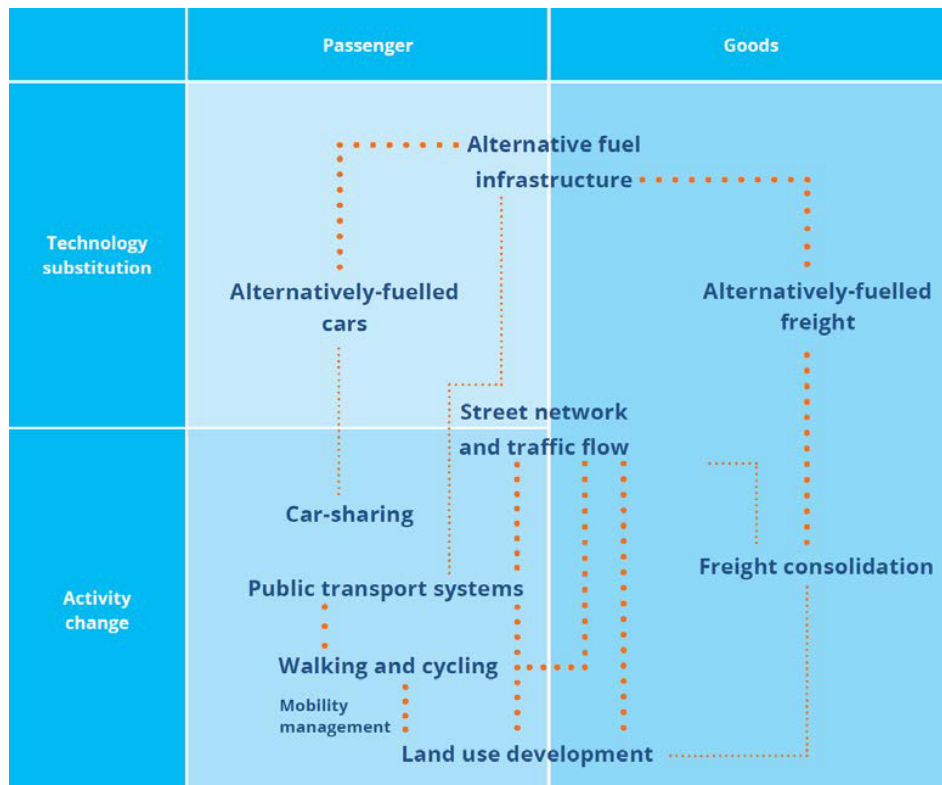 Passenger
Goods
Technology
substitution
Alternative fuel
infrastructure
Alternatively-fuelled
cars
Alternatively-fuelled
freight
Street network
and traffic flow
Activity
change
Car-sharing
Freight consolidation
Public transport systems
Walking and cycling
Mobility
management
Land use development